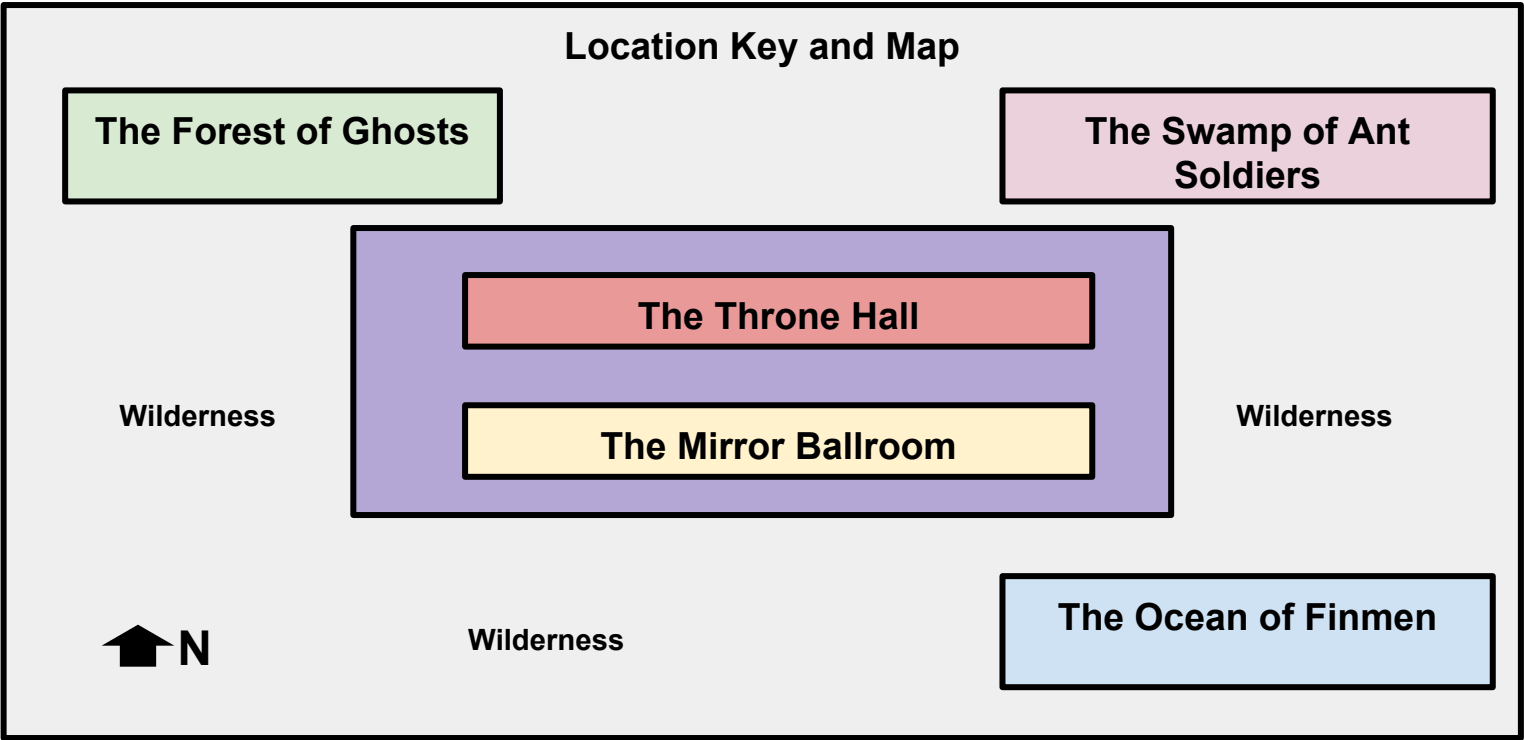 Location Key and Map
The Forest of Ghosts
The Swamp of Ant
Soldiers
The Throne Hall
Wilderness
Wilderness
The Mirror Ballroom
The Ocean of Finmen
N
Wilderness